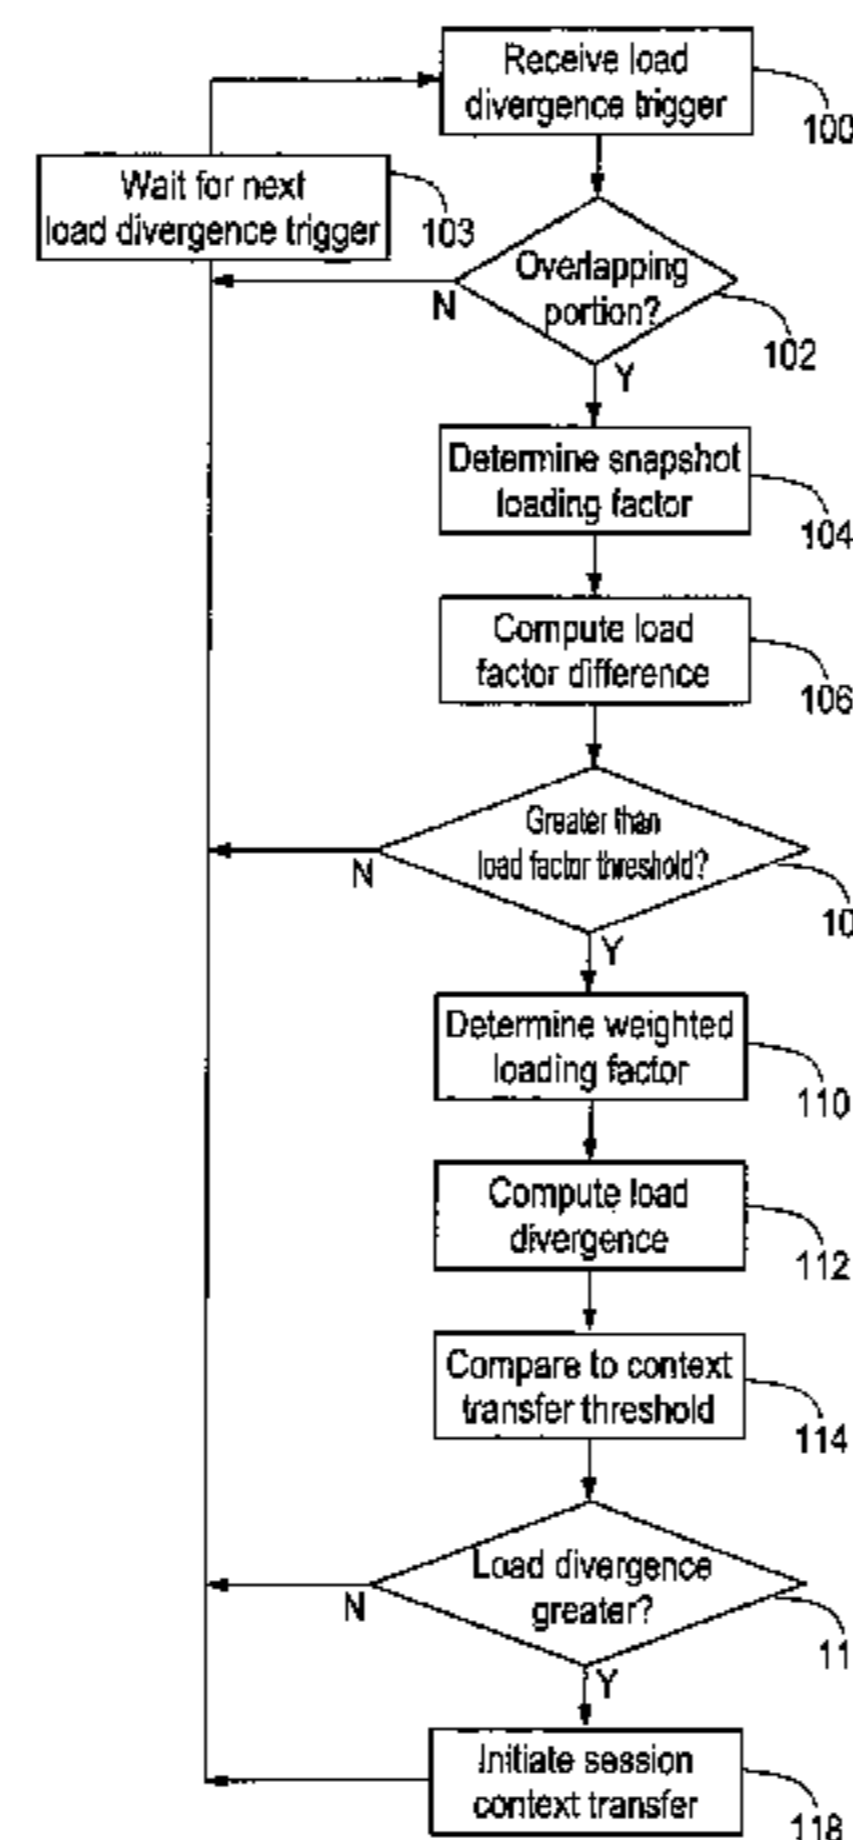 Receive load
divergence trigger
100
Wait for next
load divergence trigger
103
Overlapping
portion?
N
102
Y
Determine snapshot
loading factor
104
Compute load
factor difference
106
Greater than
load factor threshold?
N
10
Y
Determine weighted
loading factor
110
Compute load
divergence
112
Compare to context
transfer threshold
114
Load divergence
greater?
N
11
Y
Initiate session
context transfer
118